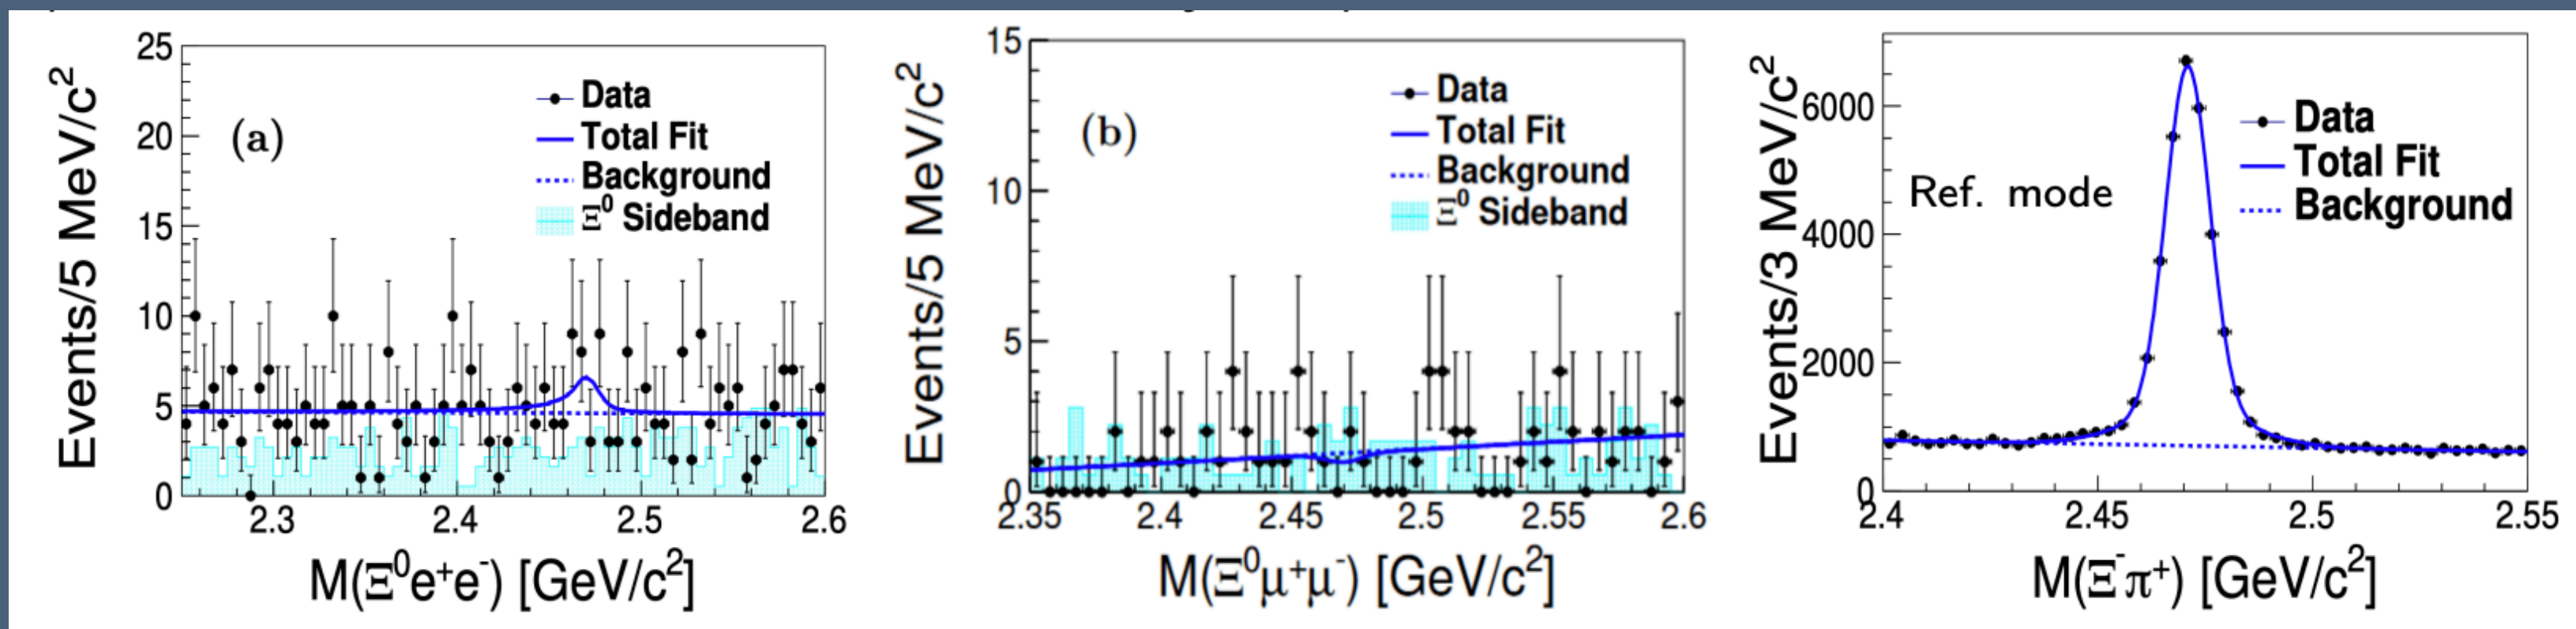 Events/5 MeV/c²
25
20
15
10
5
0
(a)
Data
Total Fit
Background
Ξ⁰ Sideband
2.3
2.4
2.5
2.6
M(Ξ⁰e⁺e⁻) [GeV/c²]
Events/5 MeV/c²
15
10
5
0
(b)
Data
Total Fit
Background
Ξ⁰ Sideband
2.35
2.4
2.45
2.5
2.55
2.6
M(Ξ⁰μ⁺μ⁻) [GeV/c²]
Events/3 MeV/c²
6000
4000
2000
0
Ref. mode
Data
Total Fit
Background
2.4
2.45
2.5
2.55
M(Ξ⁻π⁺) [GeV/c²]